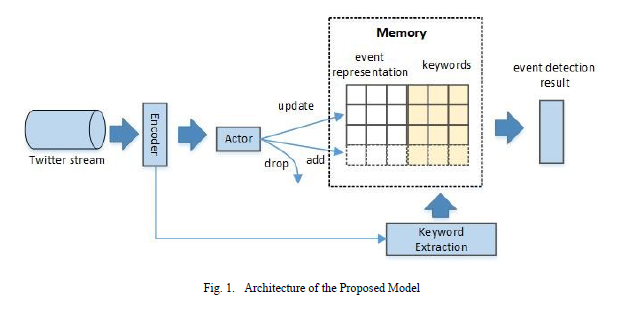 Memory
event
representation
keywords
event detection
result
Encoder
update
Actor
add
drop
Twitter stream
Keyword
Extraction
Fig. 1. Architecture of the Proposed Model